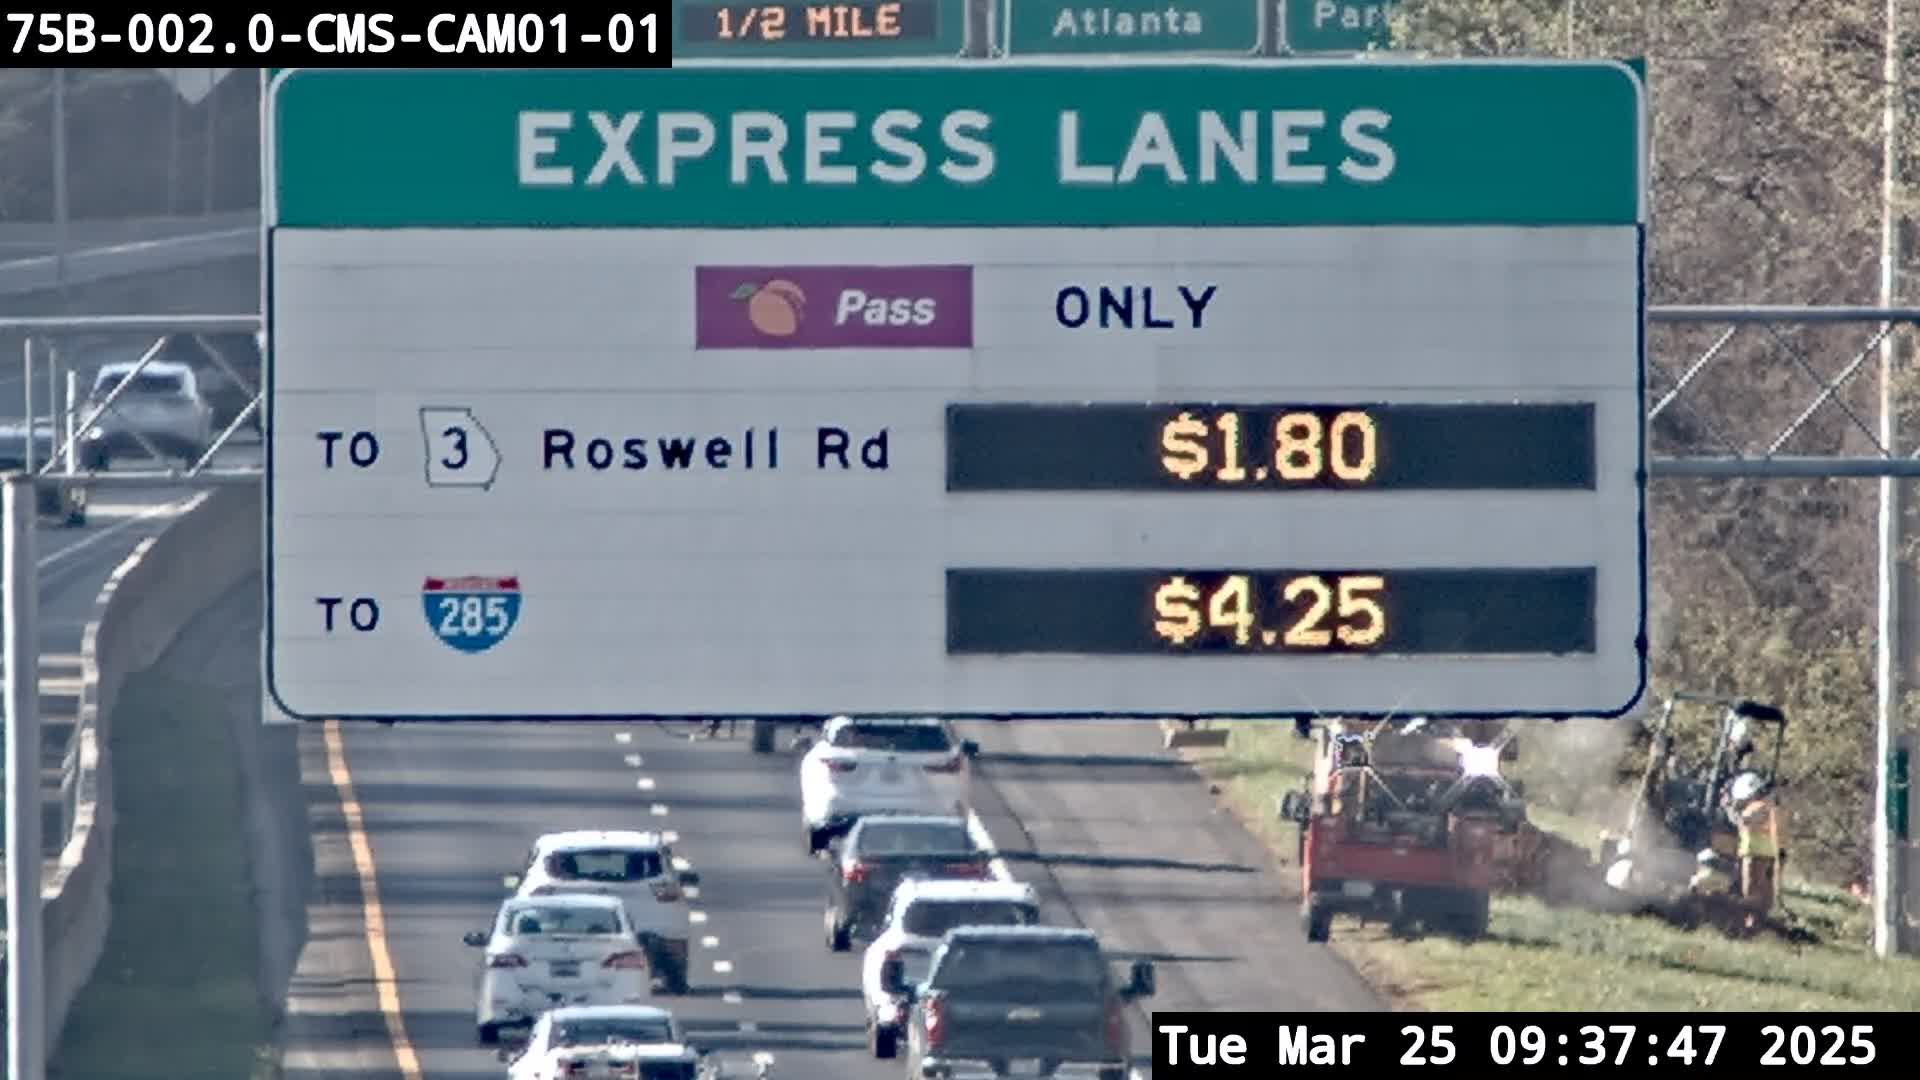 75B-002.0-CMS-CAM01-01
1/2 MILE
Atlanta
EXPRESS LANES
Pass ONLY
TO 3 Roswell Rd $1.80
TO 285 $4.25
Tue Mar 25 09:37:47 2025